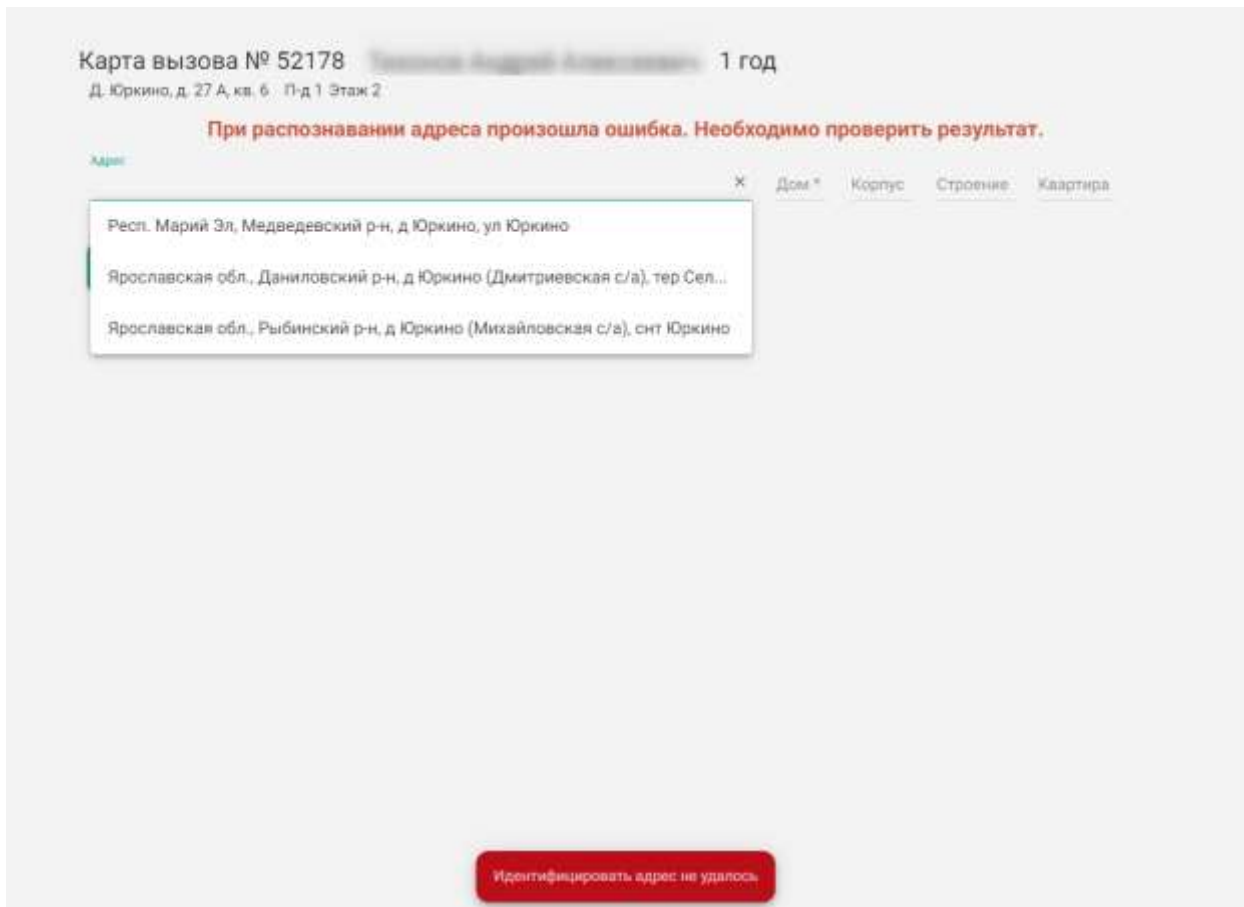 Карта вызова № 52178 1 год
Д. Юркино, д. 27 А, кв. 6 П-д 1 Этаж 2
При распознавании адреса произошла ошибка. Необходимо проверить результат.
Адрес
× Дом * Корпус Строение Квартира
Респ. Марий Эл, Медведевский р-н, д Юркино, ул Юркино
Ярославская обл., Даниловский р-н, д Юркино (Дмитриевская с/а), тер Сел...
Ярославская обл., Рыбинский р-н, д Юркино (Михайловская с/а), снт Юркино
Идентифицировать адрес не удалось